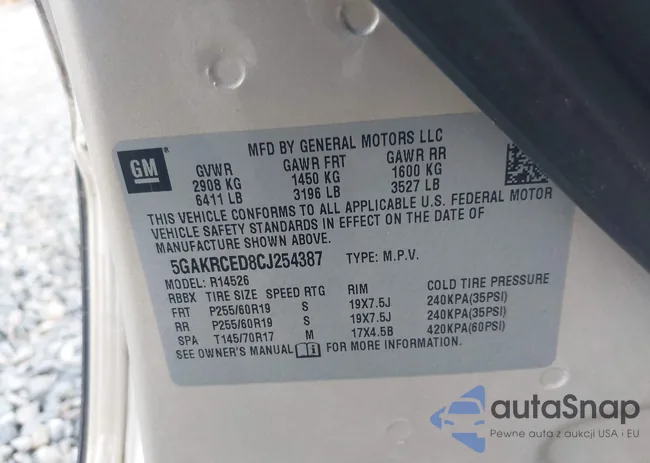 MFD BY GENERAL MOTORS LLC
GM
GVWR GAWR FRT GAWR RR
2908 KG 1450 KG 1600 KG
6411 LB 3196 LB 3527 LB
THIS VEHICLE CONFORMS TO ALL APPLICABLE U.S. FEDERAL MOTOR
VEHICLE SAFETY STANDARDS IN EFFECT ON THE DATE OF
MANUFACTURE SHOWN ABOVE.
5GAKRCED8CJ254387 TYPE: M.P.V.
MODEL: R14526
RBBX TIRE SIZE SPEED RTG RIM COLD TIRE PRESSURE
FRT P255/60R19 S 19X7.5J 240KPA(35PSI)
RR P255/60R19 S 19X7.5J 240KPA(35PSI)
SPA T145/70R17 M 17X4.5B 420KPA(60PSI)
SEE OWNER'S MANUAL FOR MORE INFORMATION.
autaSnap
Pewne auta z aukcji USA i EU